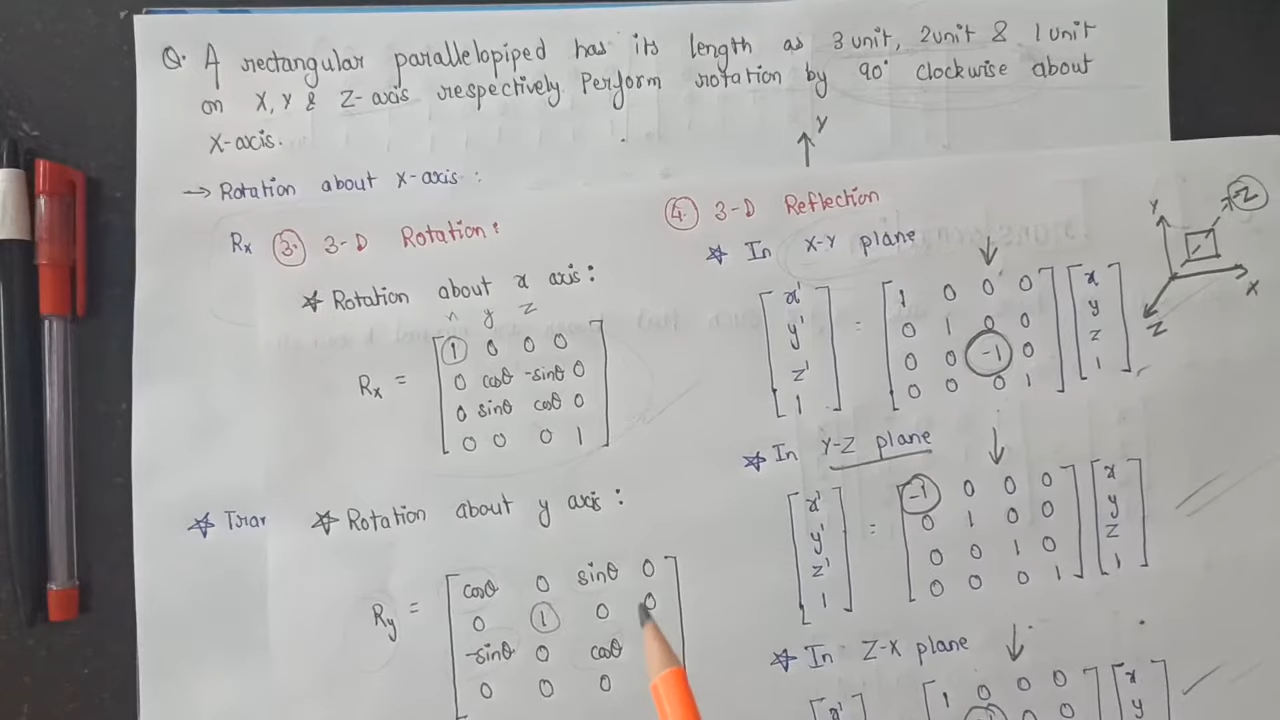 Q. A rectangular parallelopiped has its length as 3 unit, 2 unit & 1 unit
on X, Y & Z-axis respectively. Perform rotation by 90° clockwise about
X-axis.
→ Rotation about x-axis :
Rx ③ 3-D Rotation:
☆ Rotation about x axis:
x y z
Rx = [ 1 0 0 0
0 cosθ -sinθ 0
0 sinθ cosθ 0
0 0 0 1 ]
☆ Tran
☆ Rotation about y axis:
Ry = [ cosθ 0 sinθ 0
0 1 0 0
-sinθ 0 cosθ
0 0 0
Y
④ 3-D Reflection
☆ In X-Y plane
[ x' y' z' 1 ] = [ 1 0 0 0
0 1 0 0
0 0 -1 0
0 0 0 1 ] [ x y z 1 ]
Y Z X Z
☆ In Y-Z plane
[ x' y' z' 1 ] = [ -1 0 0 0
0 1 0 0
0 0 1 0
0 0 0 1 ] [ x y z 1 ]
☆ In Z-X plane
[ x' [ 1 0 0 0
0 [ x y